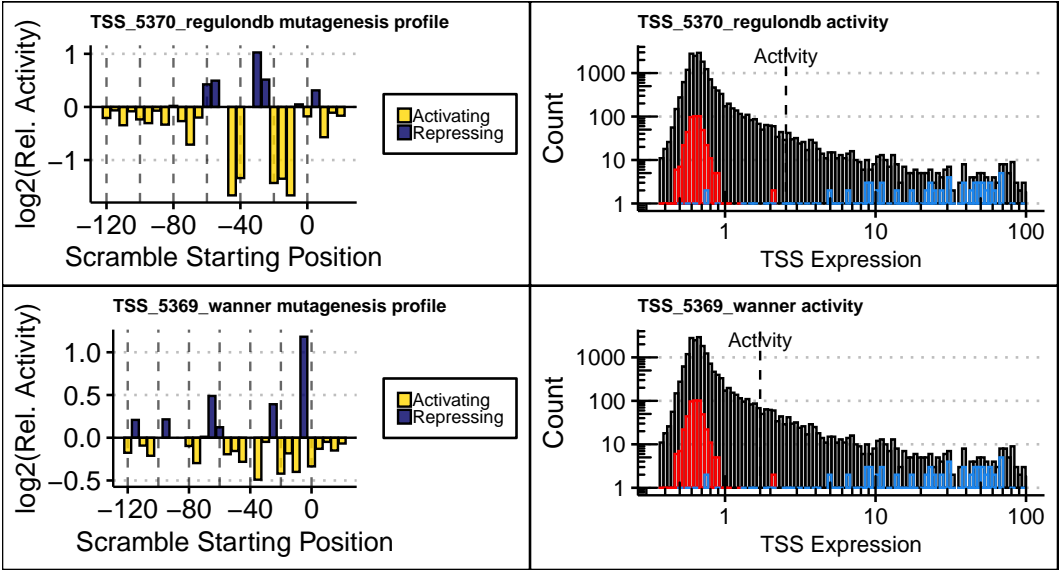 TSS_5370_regulondb mutagenesis profile
log2(Rel. Activity)
1
0
−1
−120
−80
−40
0
Scramble Starting Position
Activating
Repressing
TSS_5370_regulondb activity
Activity
Count
1000
100
10
1
1
10
100
TSS Expression
TSS_5369_wanner mutagenesis profile
log2(Rel. Activity)
1.0
0.5
0.0
−0.5
−120
−80
−40
0
Scramble Starting Position
Activating
Repressing
TSS_5369_wanner activity
Activity
Count
1000
100
10
1
1
10
100
TSS Expression